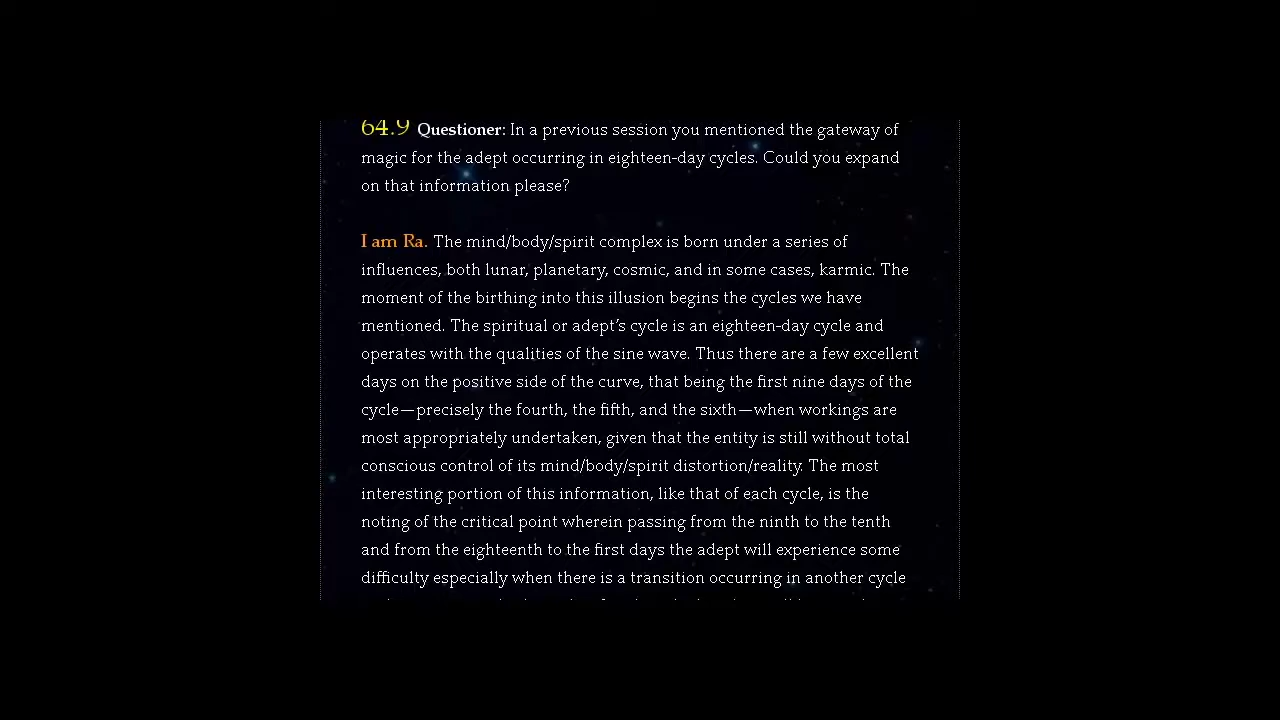 64.9 Questioner: In a previous session you mentioned the gateway of
magic for the adept occurring in eighteen-day cycles. Could you expand
on that information please?
I am Ra. The mind/body/spirit complex is born under a series of
influences, both lunar, planetary, cosmic, and in some cases, karmic. The
moment of the birthing into this illusion begins the cycles we have
mentioned. The spiritual or adept’s cycle is an eighteen-day cycle and
operates with the qualities of the sine wave. Thus there are a few excellent
days on the positive side of the curve, that being the first nine days of the
cycle—precisely the fourth, the fifth, and the sixth—when workings are
most appropriately undertaken, given that the entity is still without total
conscious control of its mind/body/spirit distortion/reality. The most
interesting portion of this information, like that of each cycle, is the
noting of the critical point wherein passing from the ninth to the tenth
and from the eighteenth to the first days the adept will experience some
difficulty especially when there is a transition occurring in another cycle